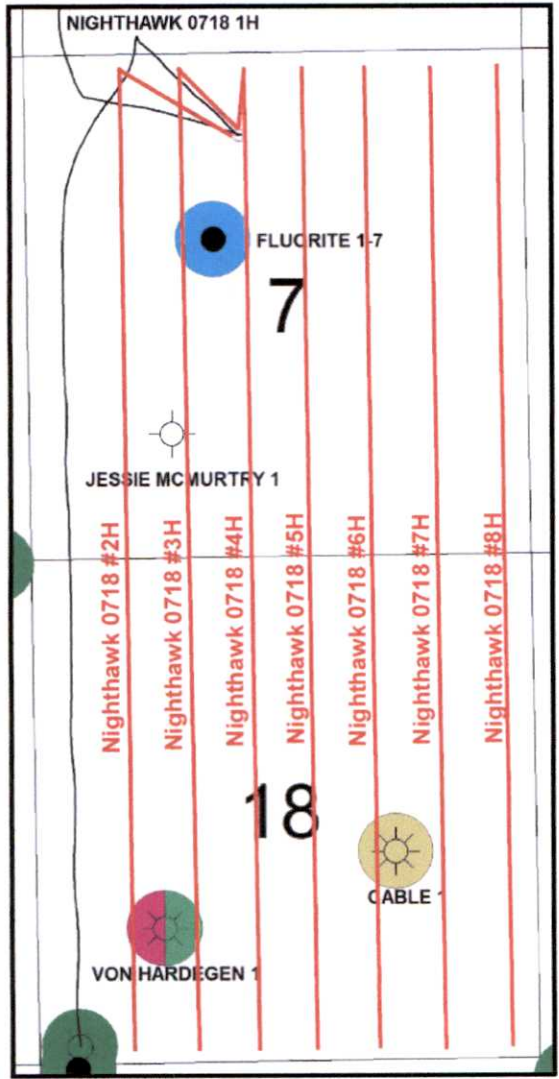 NIGHTHAWK 0718 1H
FLUORITE 1-7
7
JESSIE MCMURTRY 1
Nighthawk 0718 #2H
Nighthawk 0718 #3H
Nighthawk 0718 #4H
Nighthawk 0718 #5H
Nighthawk 0718 #6H
Nighthawk 0718 #7H
Nighthawk 0718 #8H
18
CABLE 1
VON HARDEGEN 1